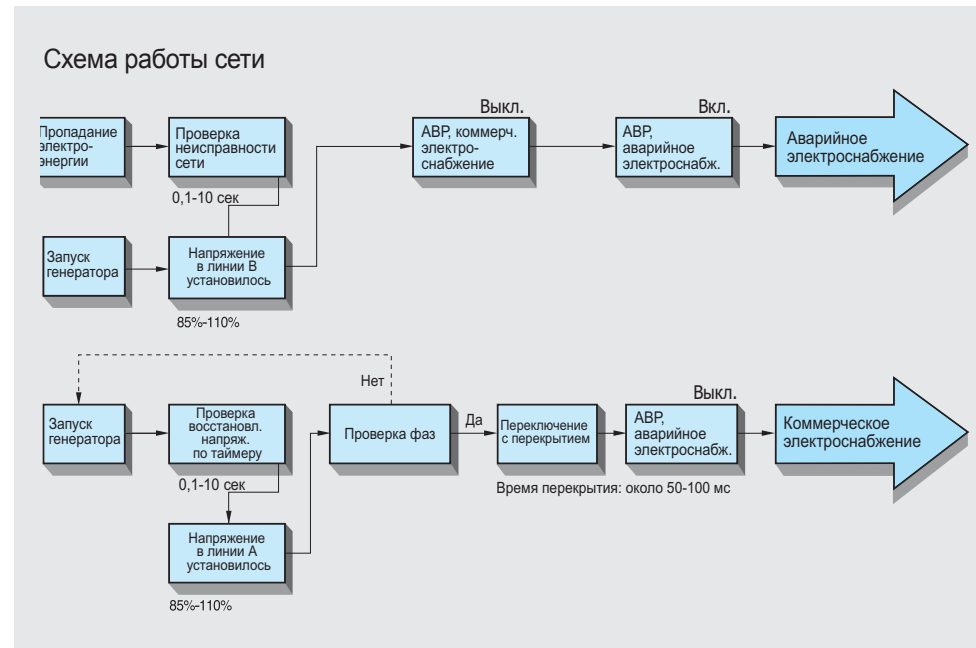 Схема работы сети
Пропадание
электро-
энергии
Проверка
неисправности
сети
0,1-10 сек
Выкл.
АВР, коммерч.
электро-
снабжение
Вкл.
АВР,
аварийное
электроснабж.
Аварийное
электроснабжение
Запуск
генератора
Напряжение
в линии В
установилось
85%-110%
Нет
Запуск
генератора
Проверка
восстановл.
напряж.
по таймеру
0,1-10 сек
Проверка фаз
Да
Переключение
с перекрытием
Выкл.
АВР,
аварийное
электроснабж.
Время перекрытия: около 50-100 мс
Коммерческое
электроснабжение
Напряжение
в линии А
установилось
85%-110%